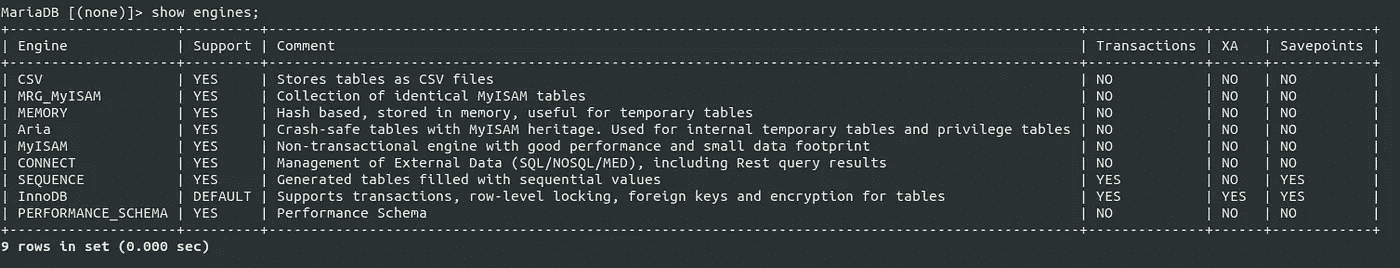 MariaDB [(none)]> show engines;
+--------------------+---------+-------------------------------------------------------------------------------------------------+--------------+------+------------+
| Engine             | Support | Comment                                                                                         | Transactions | XA   | Savepoints |
+--------------------+---------+-------------------------------------------------------------------------------------------------+--------------+------+------------+
| CSV                | YES     | Stores tables as CSV files                                                                      | NO           | NO   | NO         |
| MRG_MyISAM         | YES     | Collection of identical MyISAM tables                                                           | NO           | NO   | NO         |
| MEMORY             | YES     | Hash based, stored in memory, useful for temporary tables                                       | NO           | NO   | NO         |
| Aria               | YES     | Crash-safe tables with MyISAM heritage. Used for internal temporary tables and privilege tables | NO           | NO   | NO         |
| MyISAM             | YES     | Non-transactional engine with good performance and small data footprint                         | NO           | NO   | NO         |
| CONNECT            | YES     | Management of External Data (SQL/NOSQL/MED), including Rest query results                       | NO           | NO   | NO         |
| SEQUENCE           | YES     | Generated tables filled with sequential values                                                  | YES          | NO   | YES        |
| InnoDB             | DEFAULT | Supports transactions, row-level locking, foreign keys and encryption for tables                | YES          | YES  | YES        |
| PERFORMANCE_SCHEMA | YES     | Performance Schema                                                                              | NO           | NO   | NO         |
+--------------------+---------+-------------------------------------------------------------------------------------------------+--------------+------+------------+
9 rows in set (0.000 sec)